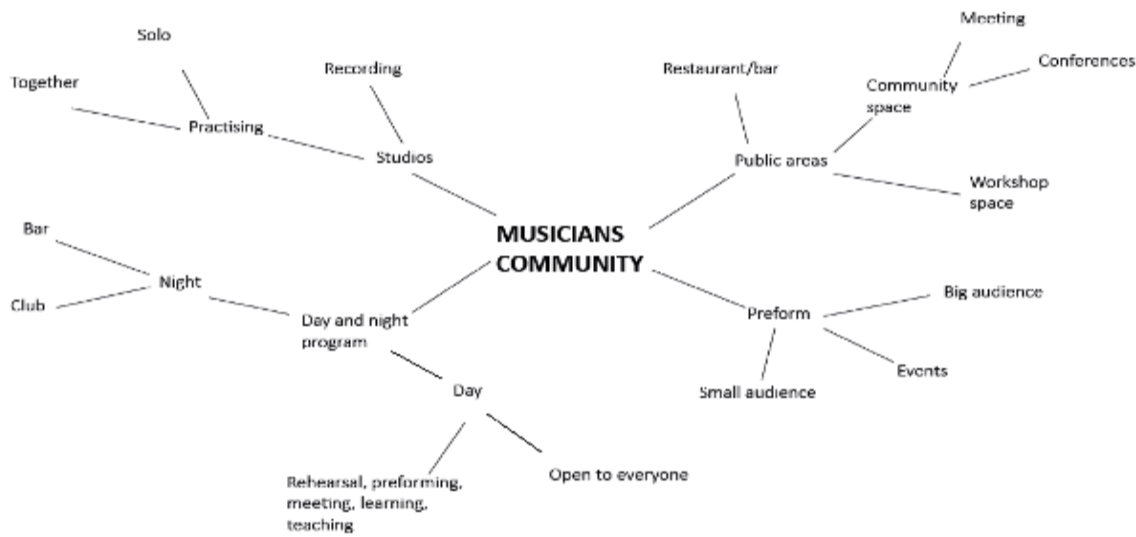 Solo
Together
Practising
Recording
Studios
Restaurant/bar
Meeting
Conferences
Community
space
Public areas
Workshop
space
MUSICIANS
COMMUNITY
Bar
Club
Night
Day and night
program
Day
Rehearsal, preforming,
meeting, learning,
teaching
Open to everyone
Preform
Big audience
Events
Small audience